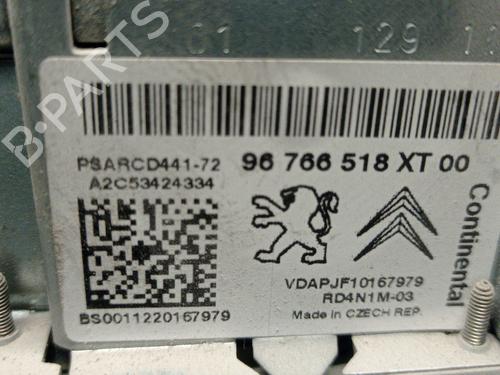 129
PSARCD441-72
A2C53424334
96 766 518 XT 00
Continental
VDAPJF10167979
RD4N1M-03
Made in CZECH REP.
BS0011220167979
B-PARTS